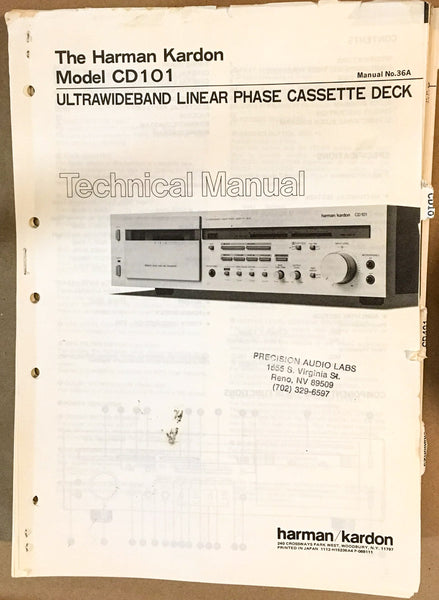 The Harman Kardon
Model CD101
Manual No.36A
ULTRAWIDEBAND LINEAR PHASE CASSETTE DECK
Technical Manual
harman kardon CD101
PRECISION AUDIO LABS
1655 S. Virginia St.
Reno, NV 89509
(702) 329-6597
harman/kardon
240 CROSSWAYS PARK WEST, WOODBURY, N.Y. 11797
PRINTED IN JAPAN